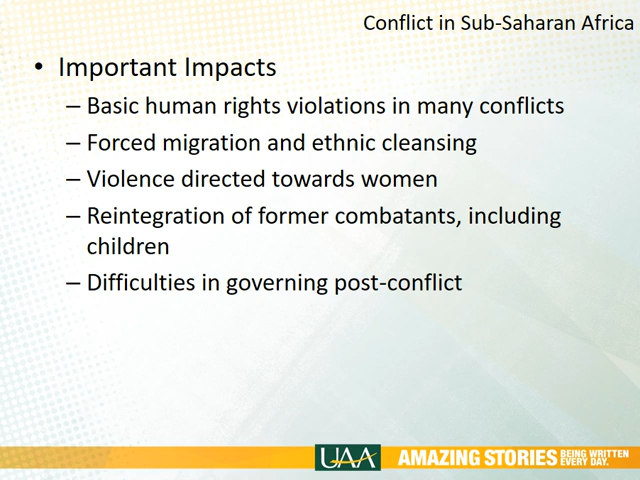 Conflict in Sub-Saharan Africa
• Important Impacts
– Basic human rights violations in many conflicts
– Forced migration and ethnic cleansing
– Violence directed towards women
– Reintegration of former combatants, including
children
– Difficulties in governing post-conflict
UAA AMAZING STORIES BEING WRITTEN
EVERY DAY.